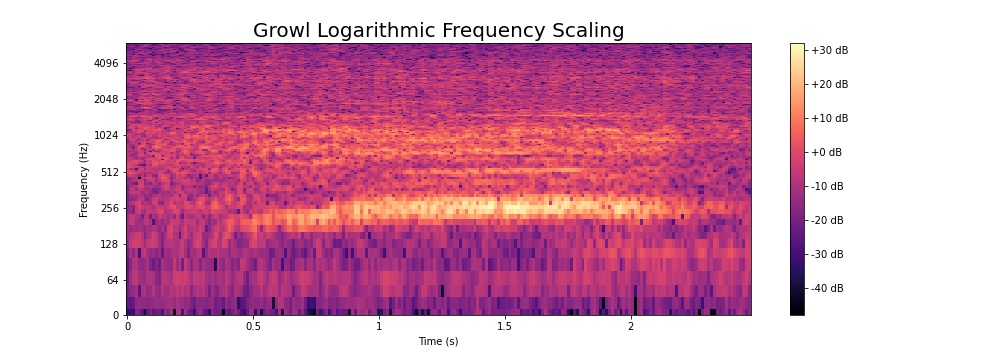 Growl Logarithmic Frequency Scaling
4096
2048
1024
512
256
128
64
0
Frequency (Hz)
0
0.5
1
1.5
2
Time (s)
+30 dB
+20 dB
+10 dB
+0 dB
-10 dB
-20 dB
-30 dB
-40 dB